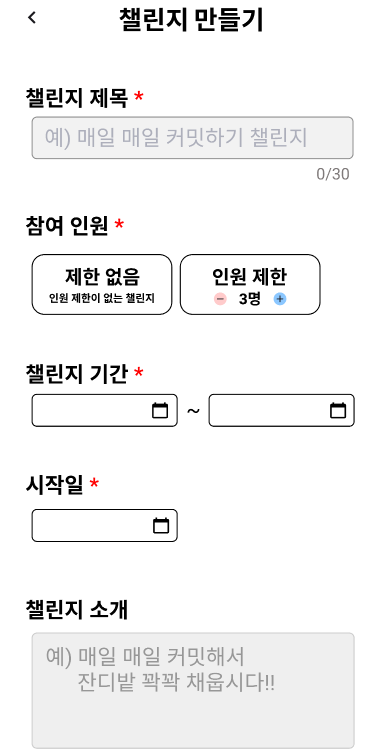 챌린지 만들기
챌린지 제목 *
예) 매일 매일 커밋하기 챌린지
0/30
참여 인원 *
제한 없음
인원 제한이 없는 챌린지
인원 제한
- 3명 +
챌린지 기간 *
~
시작일 *
챌린지 소개
예) 매일 매일 커밋해서
잔디밭 꽉꽉 채웁시다!!